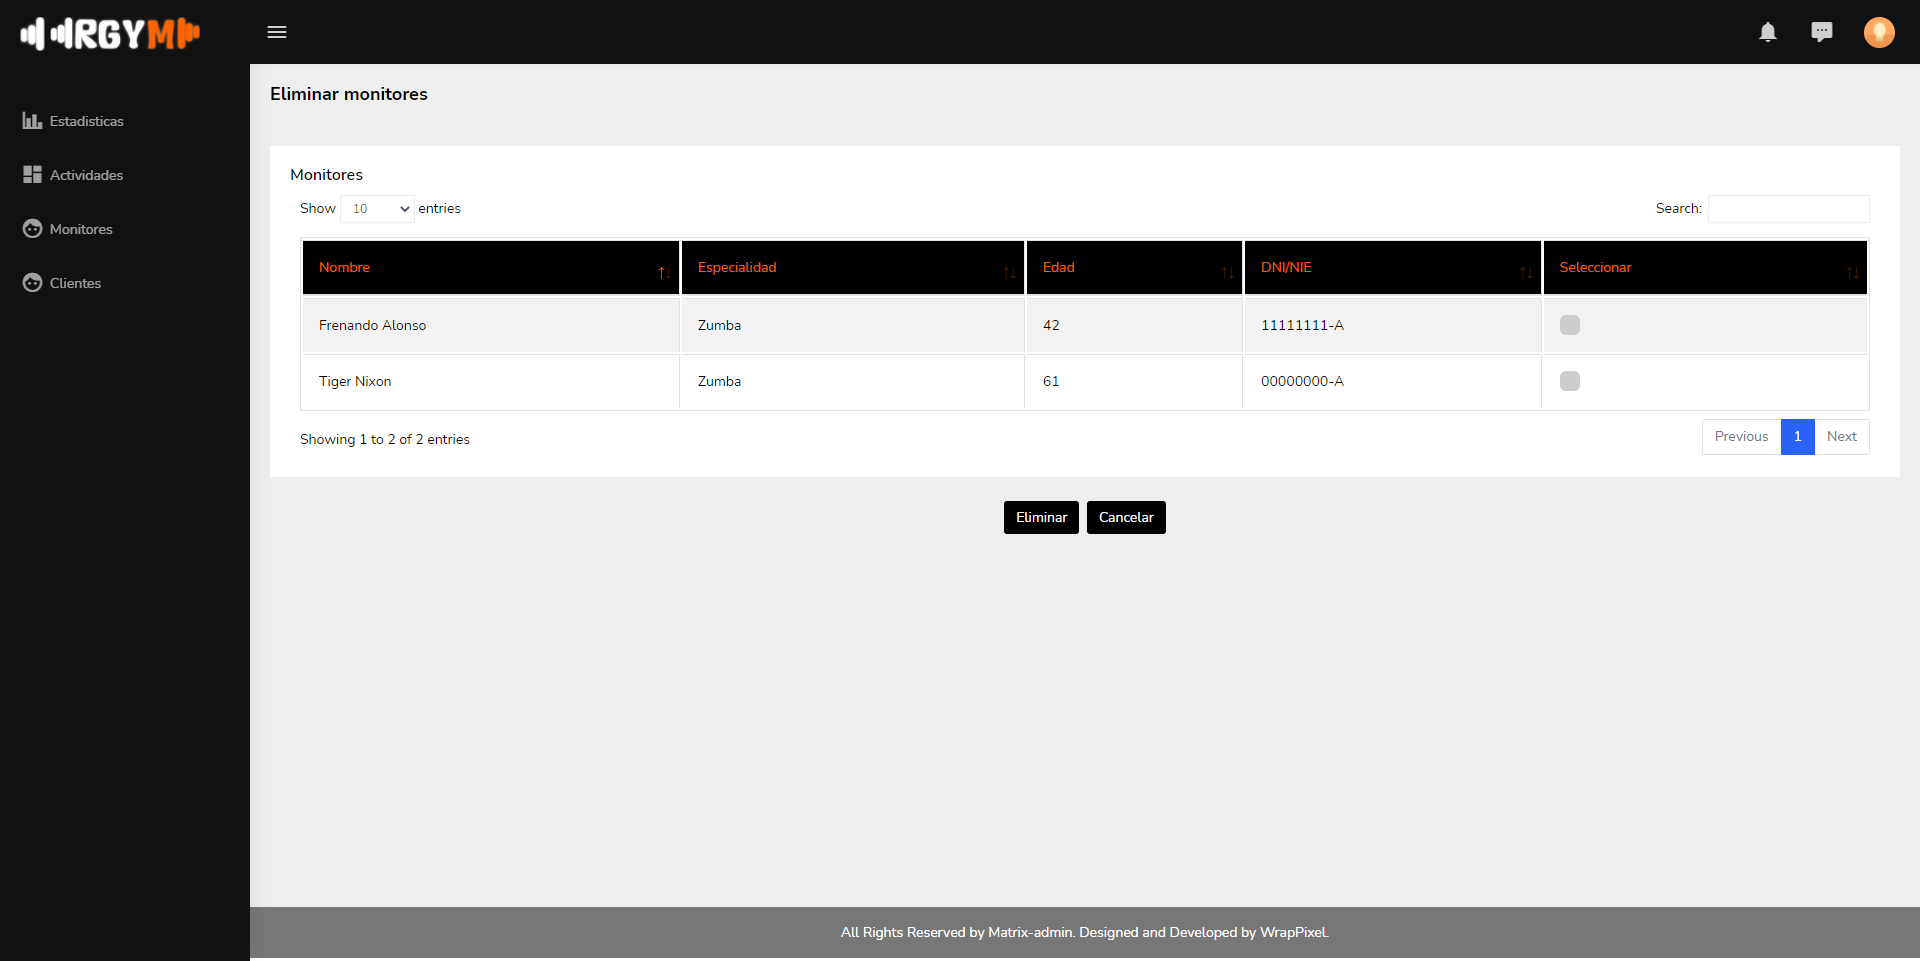 RGYM
Estadisticas
Actividades
Monitores
Clientes
Eliminar monitores
Monitores
Show 10 entries
Search:
Nombre Especialidad Edad DNI/NIE Seleccionar
Frenando Alonso Zumba 42 11111111-A
Tiger Nixon Zumba 61 00000000-A
Showing 1 to 2 of 2 entries
Previous 1 Next
Eliminar Cancelar
All Rights Reserved by Matrix-admin. Designed and Developed by WrapPixel.